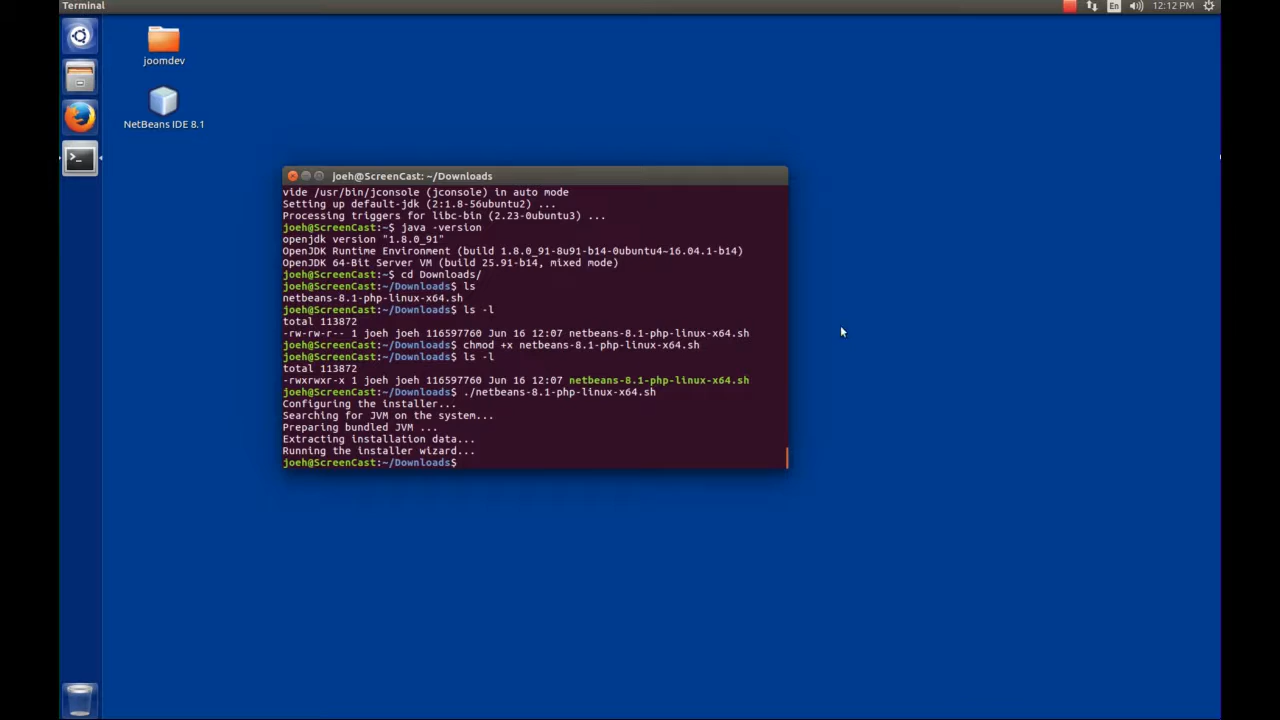 Terminal
En
12:12 PM
joomdev
NetBeans IDE 8.1
joeh@ScreenCast: ~/Downloads
vide /usr/bin/jconsole (jconsole) in auto mode
Setting up default-jdk (2:1.8-56ubuntu2) ...
Processing triggers for libc-bin (2.23-0ubuntu3) ...
joeh@ScreenCast:~$ java -version
openjdk version "1.8.0_91"
OpenJDK Runtime Environment (build 1.8.0_91-8u91-b14-0ubuntu4~16.04.1-b14)
OpenJDK 64-Bit Server VM (build 25.91-b14, mixed mode)
joeh@ScreenCast:~$ cd Downloads/
joeh@ScreenCast:~/Downloads$ ls
netbeans-8.1-php-linux-x64.sh
joeh@ScreenCast:~/Downloads$ ls -l
total 113872
-rw-rw-r-- 1 joeh joeh 116597760 Jun 16 12:07 netbeans-8.1-php-linux-x64.sh
joeh@ScreenCast:~/Downloads$ chmod +x netbeans-8.1-php-linux-x64.sh
joeh@ScreenCast:~/Downloads$ ls -l
total 113872
-rwxrwxr-x 1 joeh joeh 116597760 Jun 16 12:07 netbeans-8.1-php-linux-x64.sh
joeh@ScreenCast:~/Downloads$ ./netbeans-8.1-php-linux-x64.sh
Configuring the installer...
Searching for JVM on the system...
Preparing bundled JVM ...
Extracting installation data...
Running the installer wizard...
joeh@ScreenCast:~/Downloads$